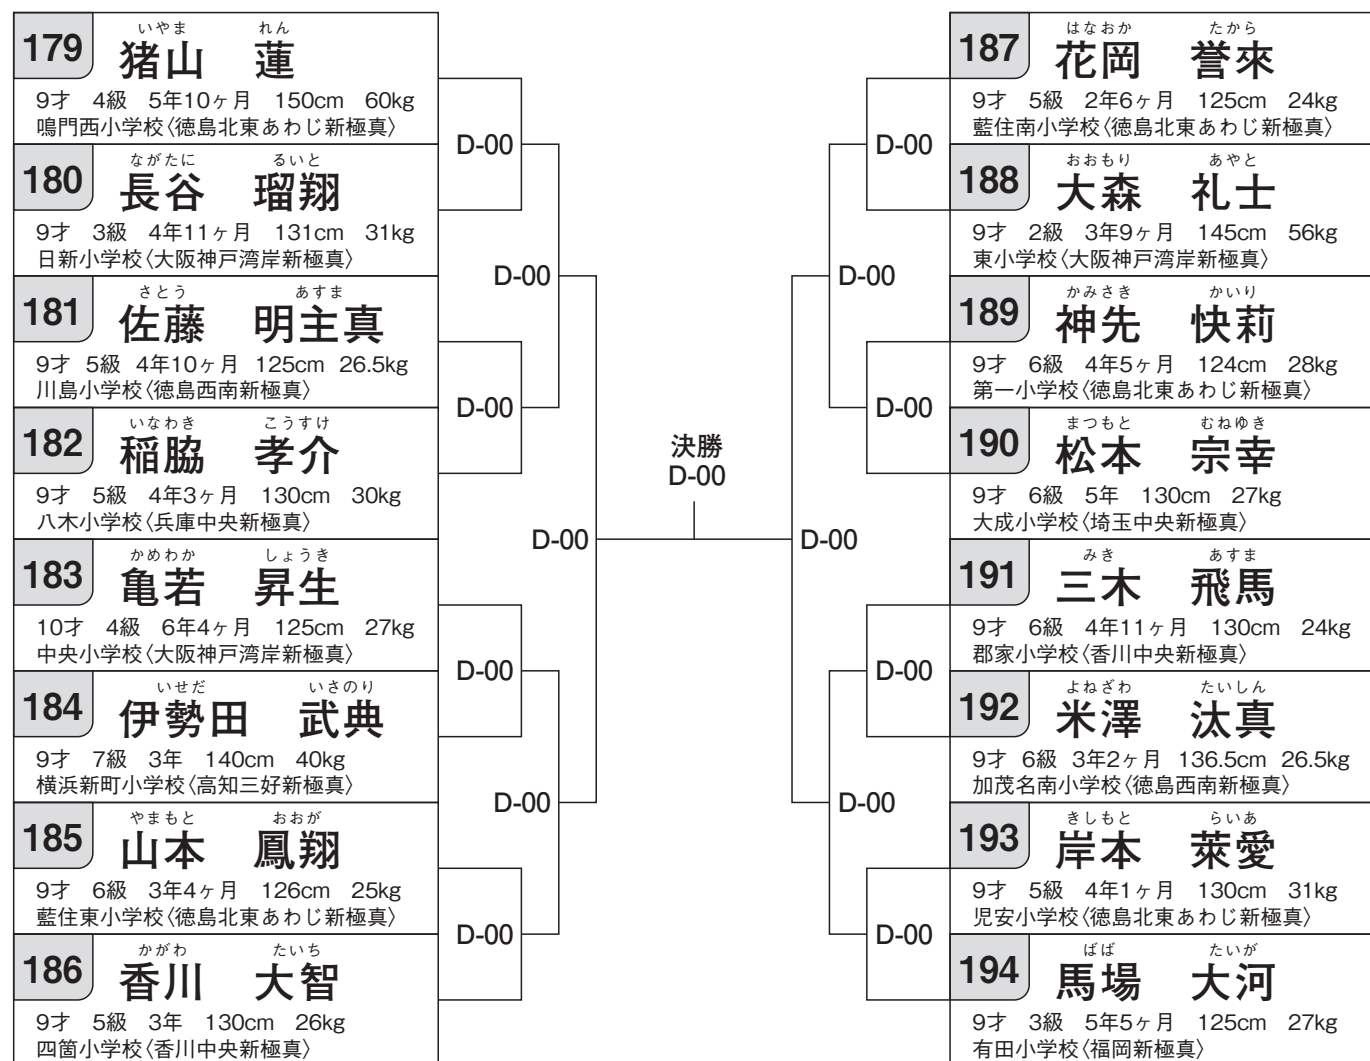 いやま れん
179 猪山 蓮
9才 4級 5年10ヶ月 150cm 60kg
鳴門西小学校〈徳島北東あわじ新極真〉
ながたに るいと
180 長谷 瑠翔
9才 3級 4年11ヶ月 131cm 31kg
日新小学校〈大阪神戸湾岸新極真〉
さとう あすま
181 佐藤 明主真
9才 5級 4年10ヶ月 125cm 26.5kg
川島小学校〈徳島西南新極真〉
いなわき こうすけ
182 稲脇 孝介
9才 5級 4年3ヶ月 130cm 30kg
八木小学校〈兵庫中央新極真〉
かめわか しょうき
183 亀若 昇生
10才 4級 6年4ヶ月 125cm 27kg
中央小学校〈大阪神戸湾岸新極真〉
いせだ いさのり
184 伊勢田 武典
9才 7級 3年 140cm 40kg
横浜新町小学校〈高知三好新極真〉
やまもと おおが
185 山本 鳳翔
9才 6級 3年4ヶ月 126cm 25kg
藍住東小学校〈徳島北東あわじ新極真〉
かがわ たいち
186 香川 大智
9才 5級 3年 130cm 26kg
四箇小学校〈香川中央新極真〉
D-00
D-00
D-00
D-00
D-00
D-00
D-00
決勝
D-00
D-00
D-00
D-00
D-00
D-00
D-00
D-00
はなおか たから
187 花岡 誉來
9才 5級 2年6ヶ月 125cm 24kg
藍住南小学校〈徳島北東あわじ新極真〉
おおもり あやと
188 大森 礼士
9才 2級 3年9ヶ月 145cm 56kg
東小学校〈大阪神戸湾岸新極真〉
かみさき かいり
189 神先 快莉
9才 6級 4年5ヶ月 124cm 28kg
第一小学校〈徳島北東あわじ新極真〉
まつもと むねゆき
190 松本 宗幸
9才 6級 5年 130cm 27kg
大成小学校〈埼玉中央新極真〉
みき あすま
191 三木 飛馬
9才 6級 4年11ヶ月 130cm 24kg
郡家小学校〈香川中央新極真〉
よねざわ たいしん
192 米澤 汰真
9才 6級 3年2ヶ月 136.5cm 26.5kg
加茂名南小学校〈徳島西南新極真〉
きしもと らいあ
193 岸本 萊愛
9才 5級 4年1ヶ月 130cm 31kg
児安小学校〈徳島北東あわじ新極真〉
ばば たいが
194 馬場 大河
9才 3級 5年5ヶ月 125cm 27kg
有田小学校〈福岡新極真〉